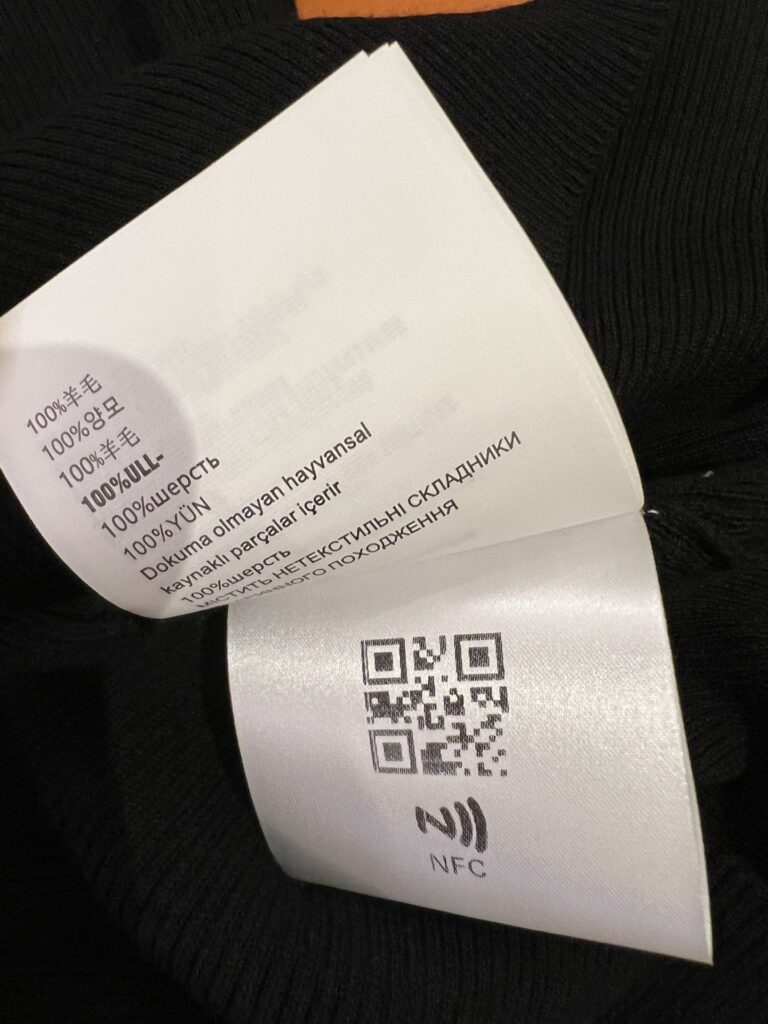 100%羊毛
100%양모
100%羊毛
100%ULL-
100%шерсть
100%YÜN
Dokuma olmayan hayvansal
kaynaklı parçalar içerir
100%шерсть
МІСТИТЬ НЕТЕКСТИЛЬНІ СКЛАДНИКИ
ПОХОДЖЕННЯ
NFC